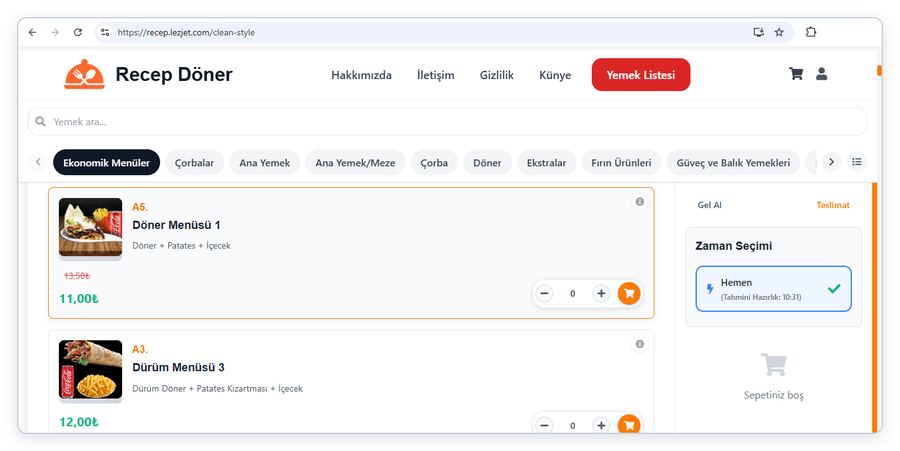 https://recep.lezjet.com/clean-style
Recep Döner
Hakkımızda İletişim Gizlilik Künye Yemek Listesi
Yemek ara...
Ekonomik Menüler Çorbalar Ana Yemek Ana Yemek/Meze Çorba Döner Ekstralar Fırın Ürünleri Güveç ve Balık Yemekleri
A5.
Döner Menüsü 1
Döner + Patates + İçecek
13,50₺
11,00₺
0
A3.
Dürüm Menüsü 3
Dürüm Döner + Patates Kızartması + İçecek
12,00₺
0
Gel Al Teslimat
Zaman Seçimi
Hemen
(Tahmini Hazırlık: 10:31)
Sepetiniz boş